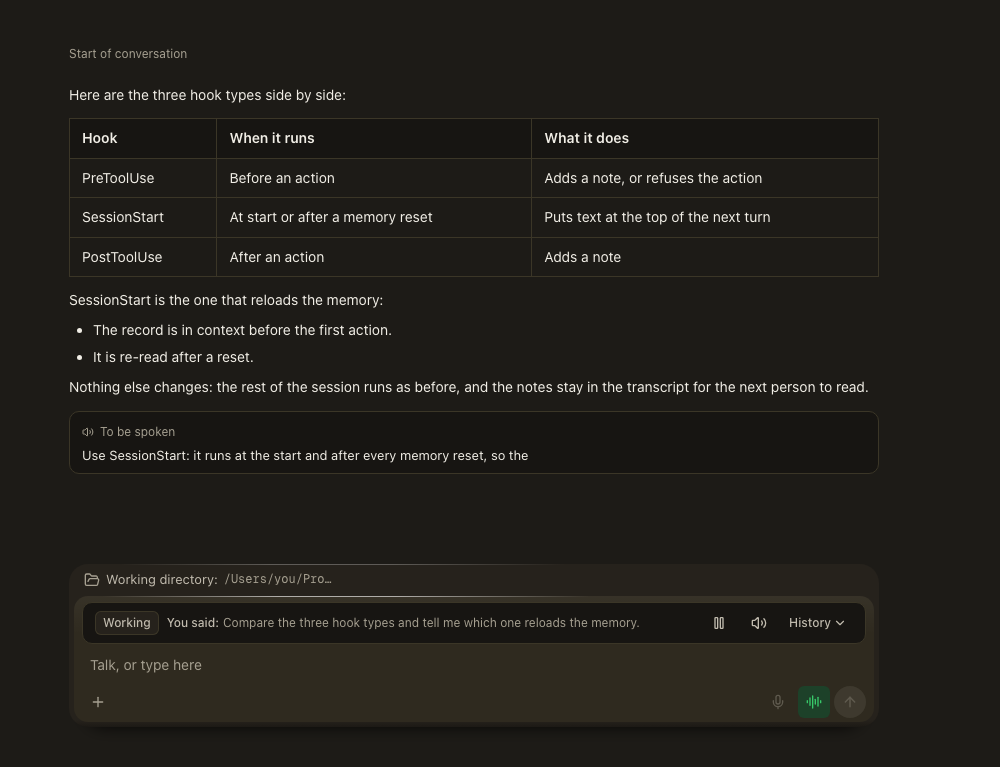 Start of conversation
Here are the three hook types side by side:
Hook When it runs What it does
PreToolUse Before an action Adds a note, or refuses the action
SessionStart At start or after a memory reset Puts text at the top of the next turn
PostToolUse After an action Adds a note
SessionStart is the one that reloads the memory:
• The record is in context before the first action.
• It is re-read after a reset.
Nothing else changes: the rest of the session runs as before, and the notes stay in the transcript for the next person to read.
To be spoken
Use SessionStart: it runs at the start and after every memory reset, so the
Working directory: /Users/you/Pro…
Working You said: Compare the three hook types and tell me which one reloads the memory. History
Talk, or type here